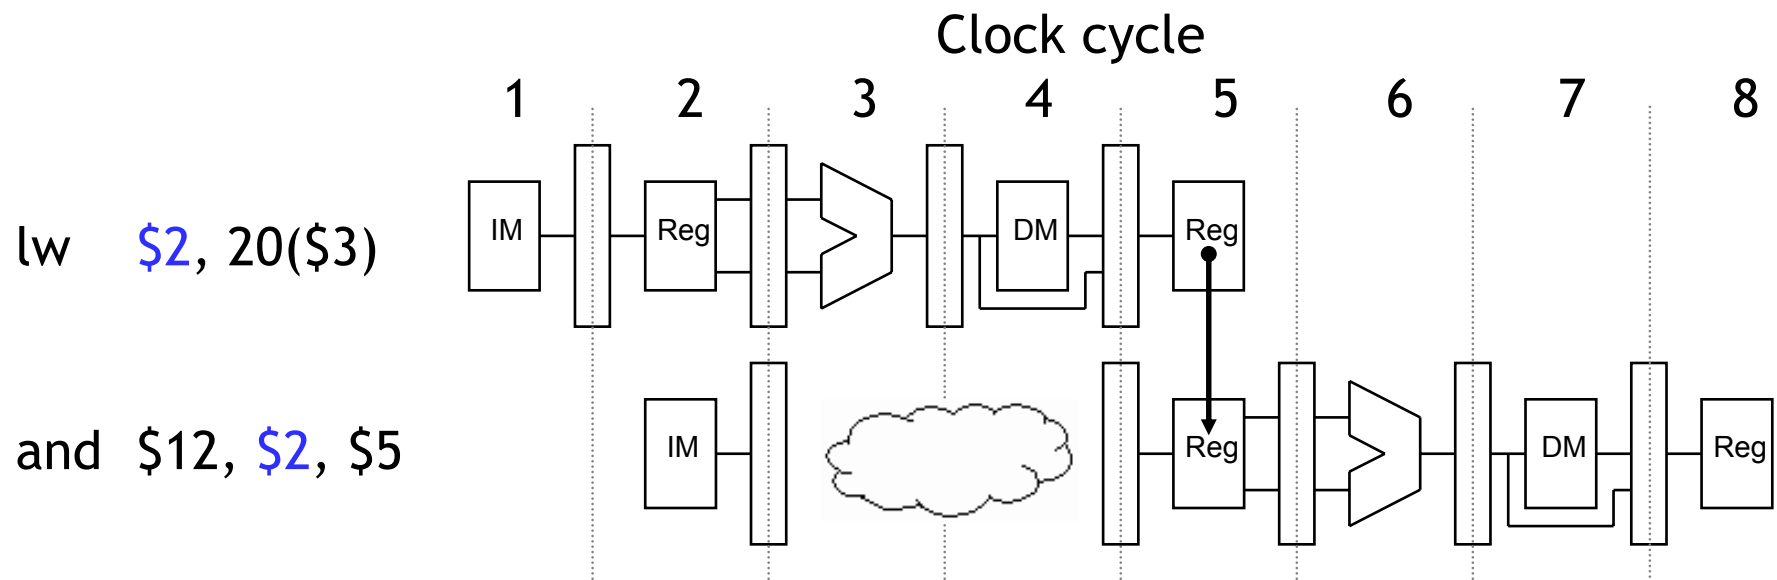 Clock cycle
1 2 3 4 5 6 7 8
lw $2, 20($3)
IM Reg DM Reg
and $12, $2, $5
IM Reg DM Reg